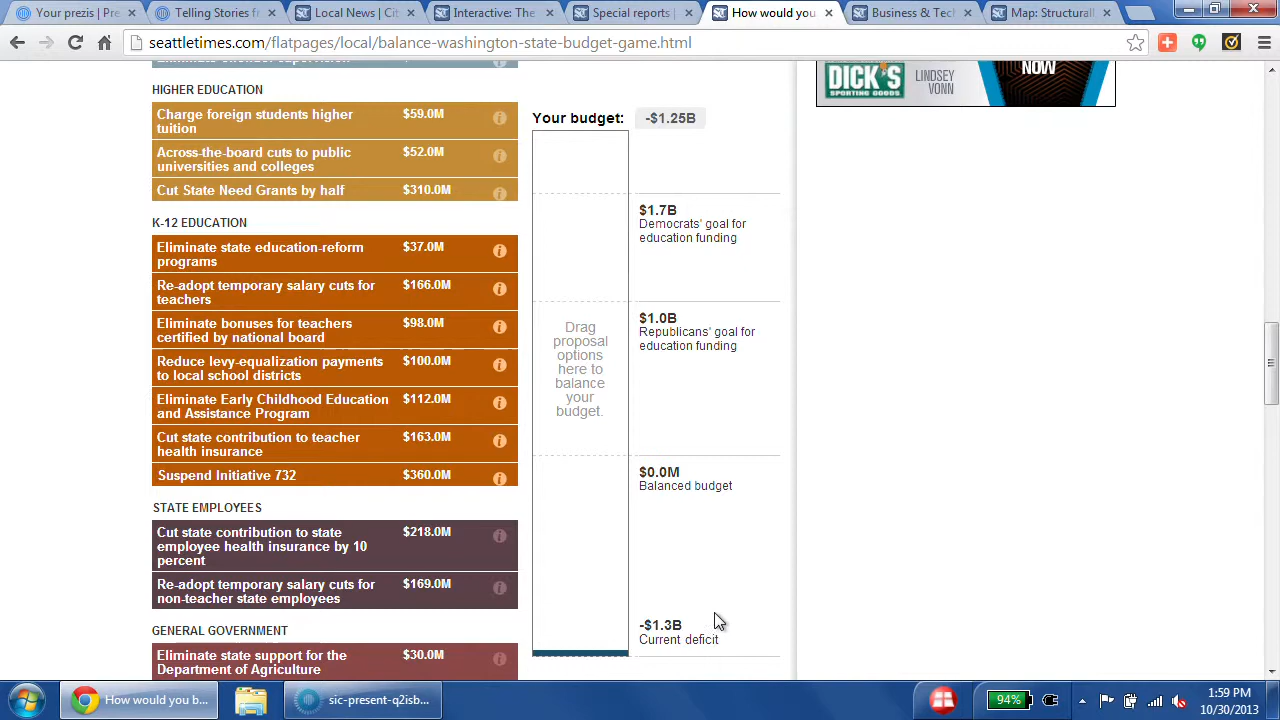 Your prezis | Pre
Telling Stories f
Local News | Cit
Interactive: The
Special reports |
How would you
Business & Tec
Map: Structurall
seattletimes.com/flatpages/local/balance-washington-state-budget-game.html
DICK'S
SPORTING GOODS
LINDSEY
VONN
NOW
HIGHER EDUCATION
Charge foreign students higher
tuition
$59.0M
Across-the-board cuts to public
universities and colleges
$52.0M
Cut State Need Grants by half
$310.0M
K-12 EDUCATION
Eliminate state education-reform
programs
$37.0M
Re-adopt temporary salary cuts for
teachers
$166.0M
Eliminate bonuses for teachers
certified by national board
$98.0M
Reduce levy-equalization payments
to local school districts
$100.0M
Eliminate Early Childhood Education
and Assistance Program
$112.0M
Cut state contribution to teacher
health insurance
$163.0M
Suspend Initiative 732
$360.0M
STATE EMPLOYEES
Cut state contribution to state
employee health insurance by 10
percent
$218.0M
Re-adopt temporary salary cuts for
non-teacher state employees
$169.0M
GENERAL GOVERNMENT
Eliminate state support for the
Department of Agriculture
$30.0M
Your budget: -$1.25B
Drag
proposal
options
here to
balance
your
budget.
$1.7B
Democrats' goal for
education funding
$1.0B
Republicans' goal for
education funding
$0.0M
Balanced budget
-$1.3B
Current deficit
How would you b...
sic-present-q2isb...
94%
1:59 PM
10/30/2013